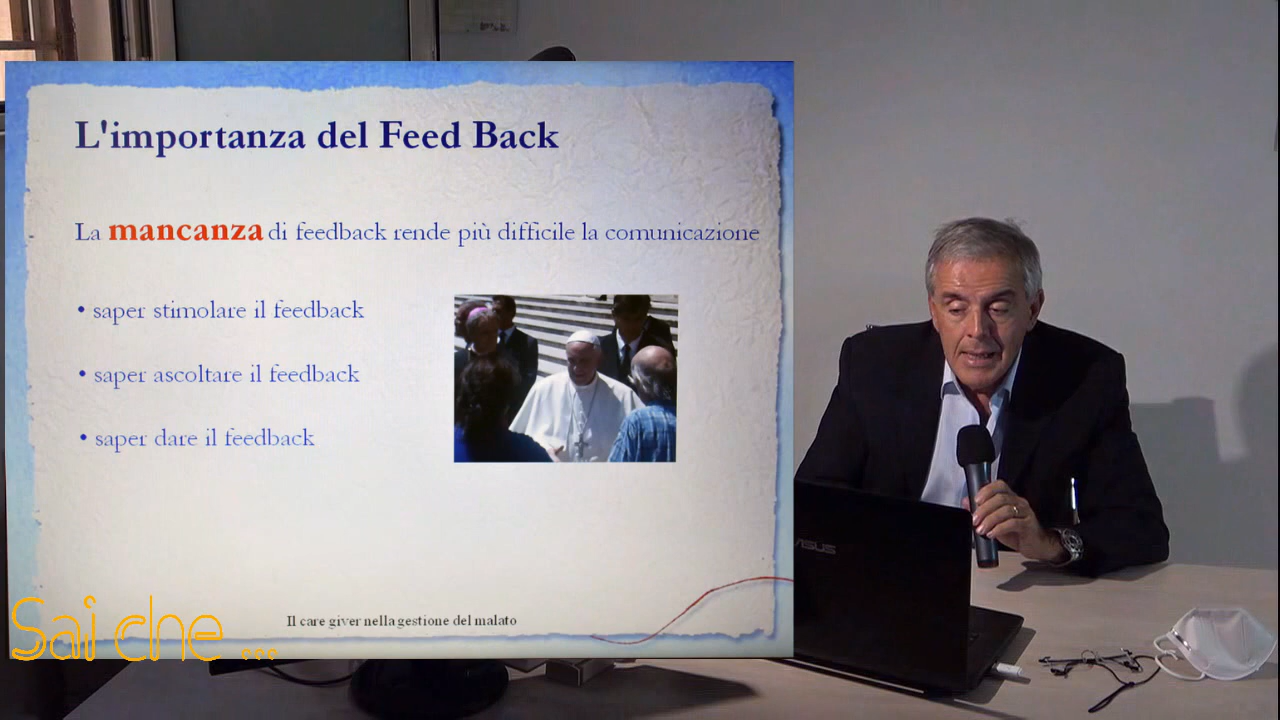 L'importanza del Feed Back
La mancanza di feedback rende più difficile la comunicazione
• saper stimolare il feedback
• saper ascoltare il feedback
• saper dare il feedback
Il care giver nella gestione del malato
Sai che ...
ASUS